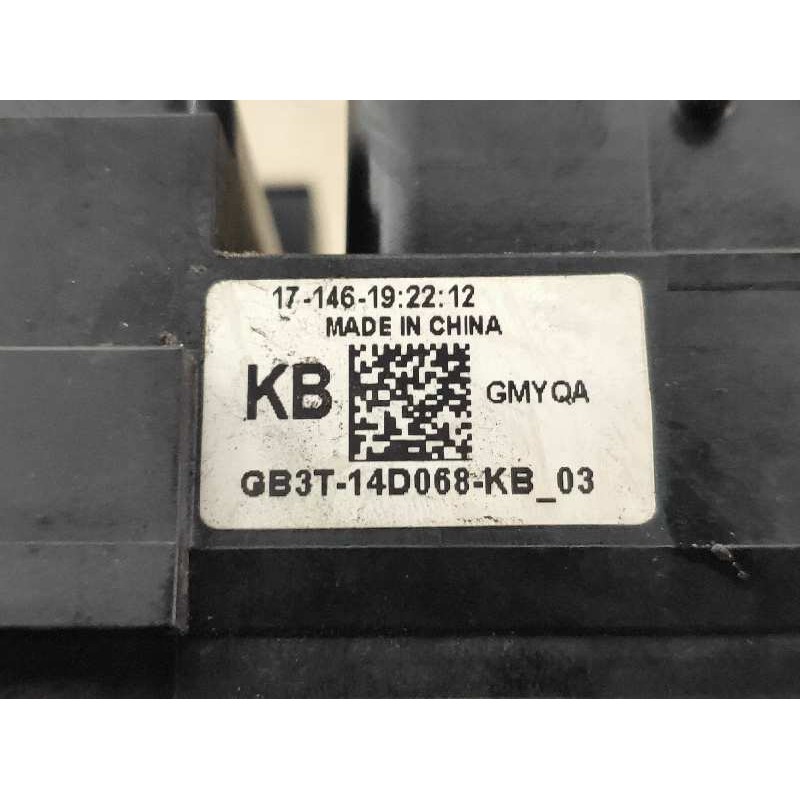 17-146-19:22:12
MADE IN CHINA
KB
GMYQA
GB3T-14D068-KB_03